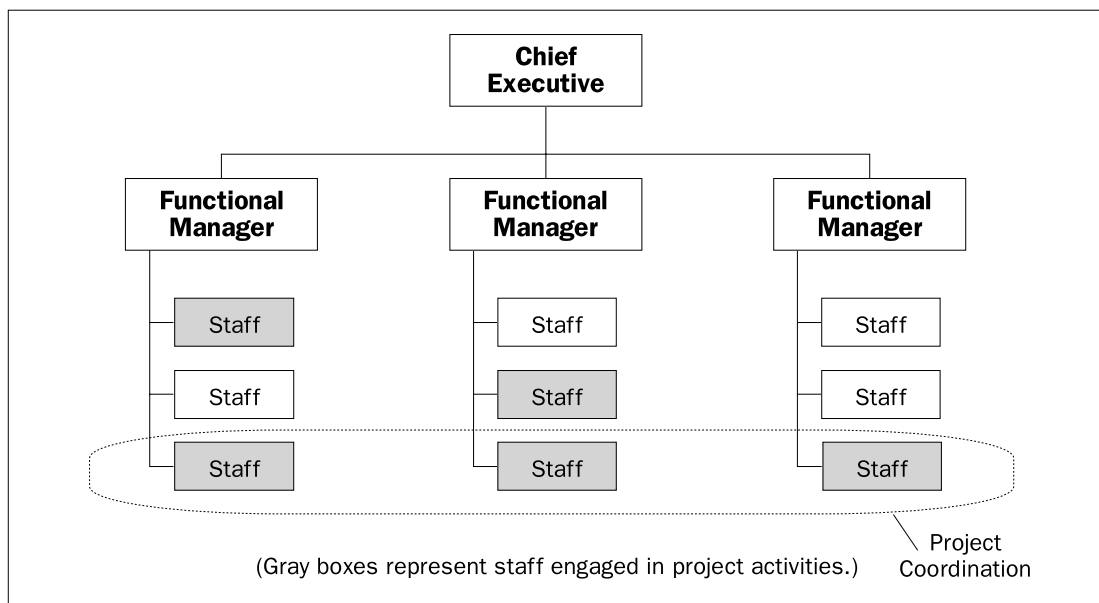 Chief
Executive
Functional
Manager
Functional
Manager
Functional
Manager
Staff
Staff
Staff
Staff
Staff
Staff
Staff
Staff
Staff
Project
Coordination
(Gray boxes represent staff engaged in project activities.)